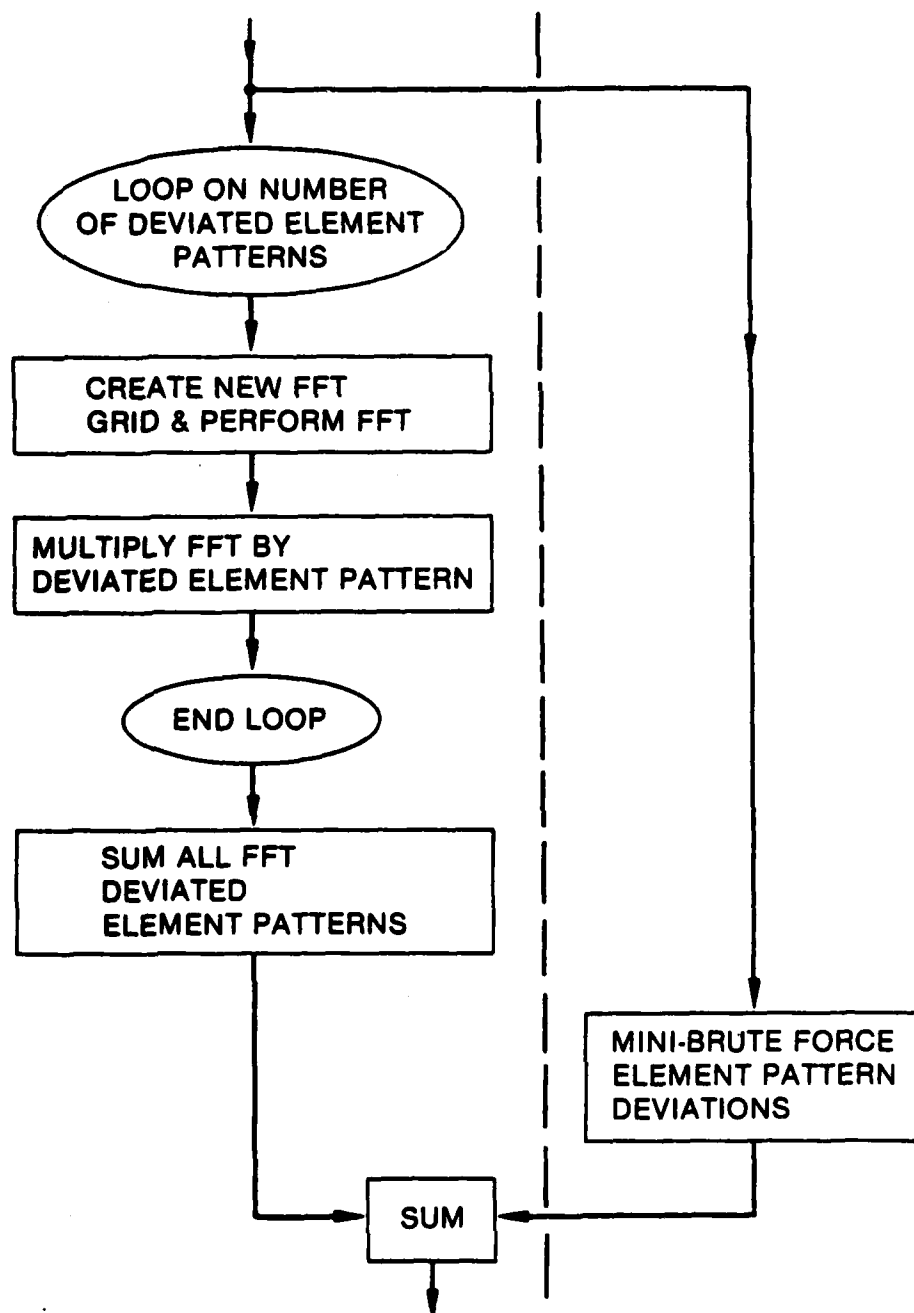 LOOP ON NUMBER
OF DEVIATED ELEMENT
PATTERNS
CREATE NEW FFT
GRID & PERFORM FFT
MULTIPLY FFT BY
DEVIATED ELEMENT PATTERN
END LOOP
SUM ALL FFT
DEVIATED
ELEMENT PATTERNS
MINI-BRUTE FORCE
ELEMENT PATTERN
DEVIATIONS
SUM